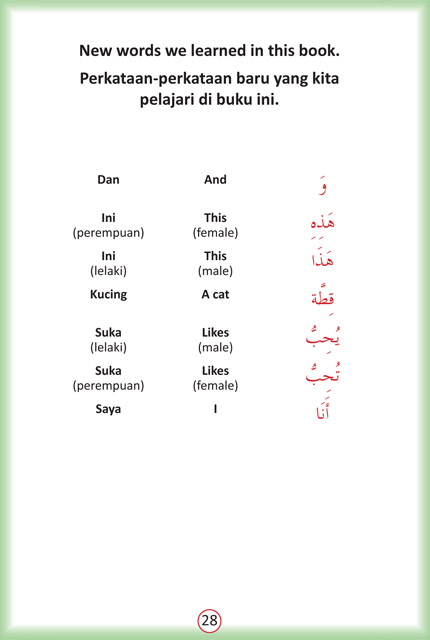 New words we learned in this book.
Perkataan-perkataan baru yang kita
pelajari di buku ini.
Dan And وَ
Ini This هَذِهِ
(perempuan) (female)
Ini This هَذَا
(lelaki) (male)
Kucing A cat قِطَّة
Suka Likes يُحِبُّ
(lelaki) (male)
Suka Likes تُحِبُّ
(perempuan) (female)
Saya I أَنَا
28